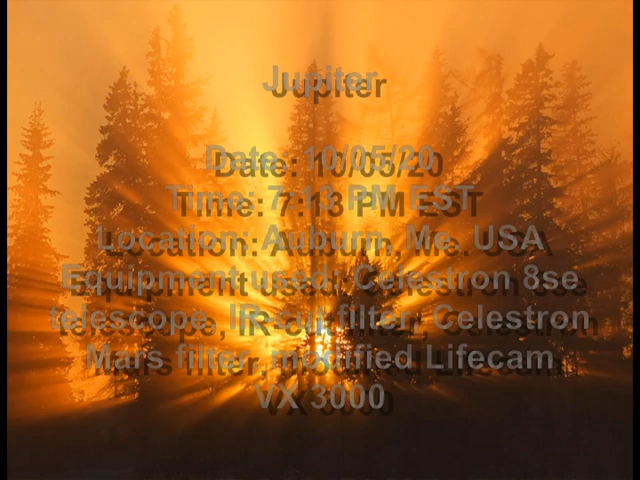 Jupiter
Date: 10/05/20
Time: 7:13 PM EST
Location: Auburn, Me. USA
Equipment used: Celestron 8se
telescope, IR-cut filter, Celestron
Mars filter, modified Lifecam
VX 3000